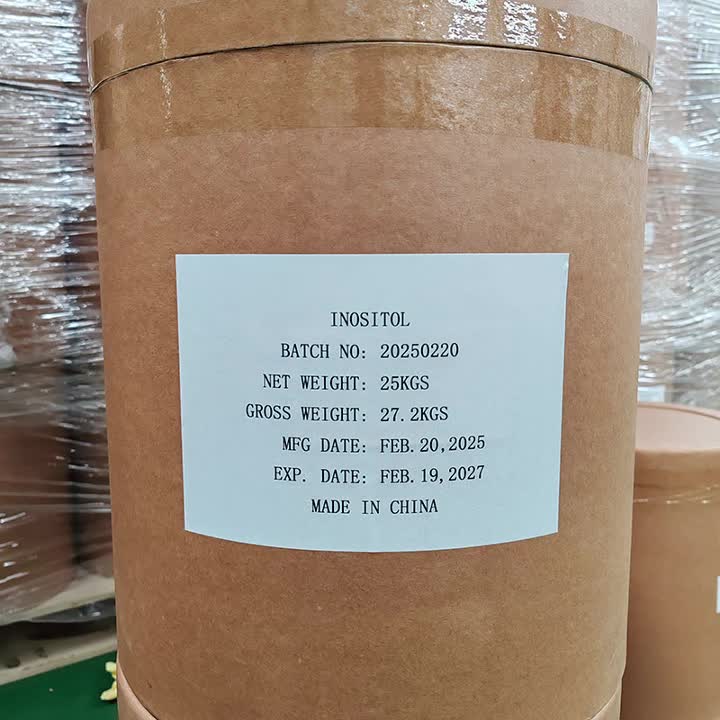 INOSITOL
BATCH NO: 20250220
NET WEIGHT: 25KGS
GROSS WEIGHT: 27.2KGS
MFG DATE: FEB.20,2025
EXP. DATE: FEB.19,2027
MADE IN CHINA